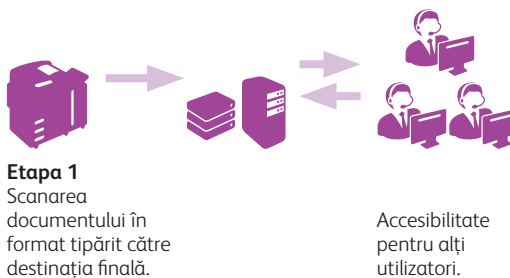 Etapa 1
Scanarea
documentului în
format tipărit către
destinația finală.
Accesibilitate
pentru alți
utilizatori.